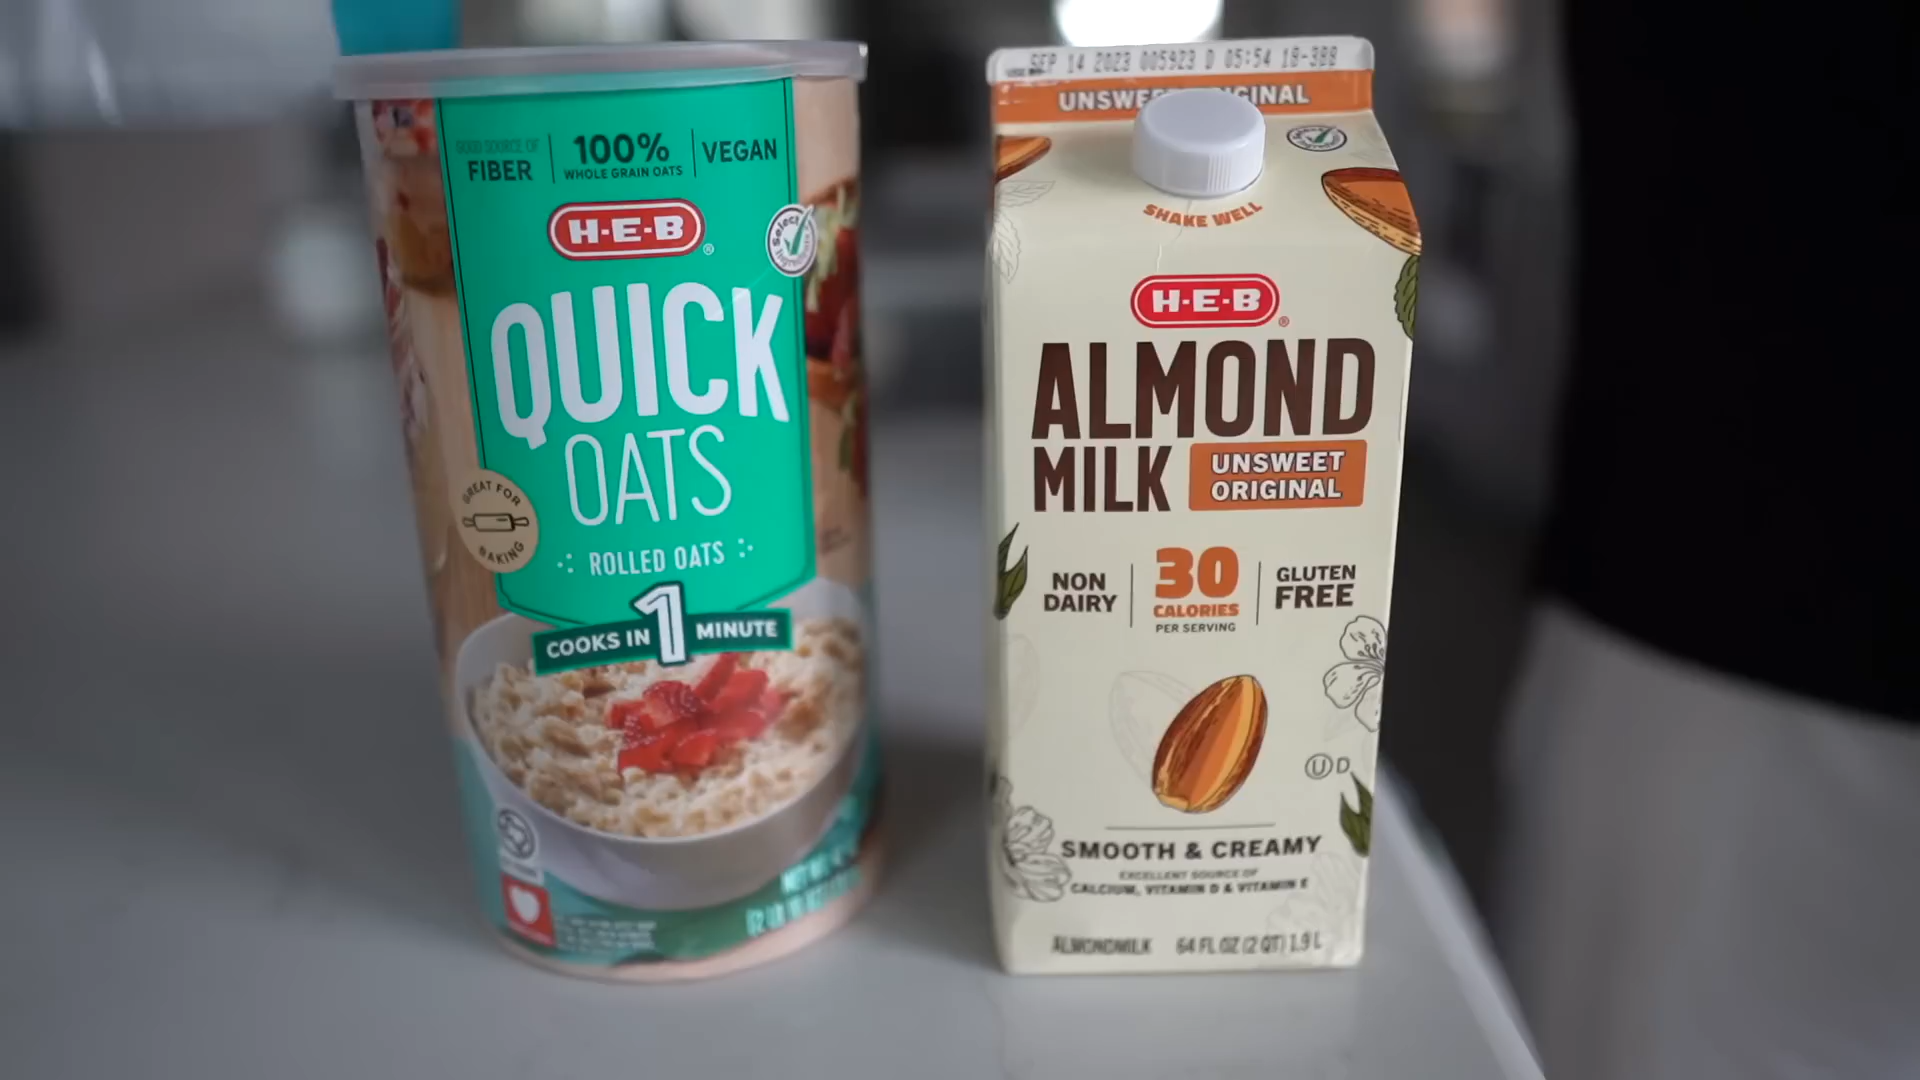 GOOD SOURCE OF
FIBER
100%
WHOLE GRAIN OATS
VEGAN
H-E-B
Select
Ingredients
QUICK
OATS
GREAT FOR
BAKING
ROLLED OATS
COOKS IN 1 MINUTE
SEP 14 2023 005923 D 05:54 18-388
SHAKE WELL
H-E-B
ALMOND
MILK
UNSWEET
ORIGINAL
NON
DAIRY
30
CALORIES
PER SERVING
GLUTEN
FREE
U D
SMOOTH & CREAMY
EXCELLENT SOURCE OF
CALCIUM, VITAMIN D & VITAMIN E
ALMONDMILK 64 FL OZ (2 QT) 1.9 L